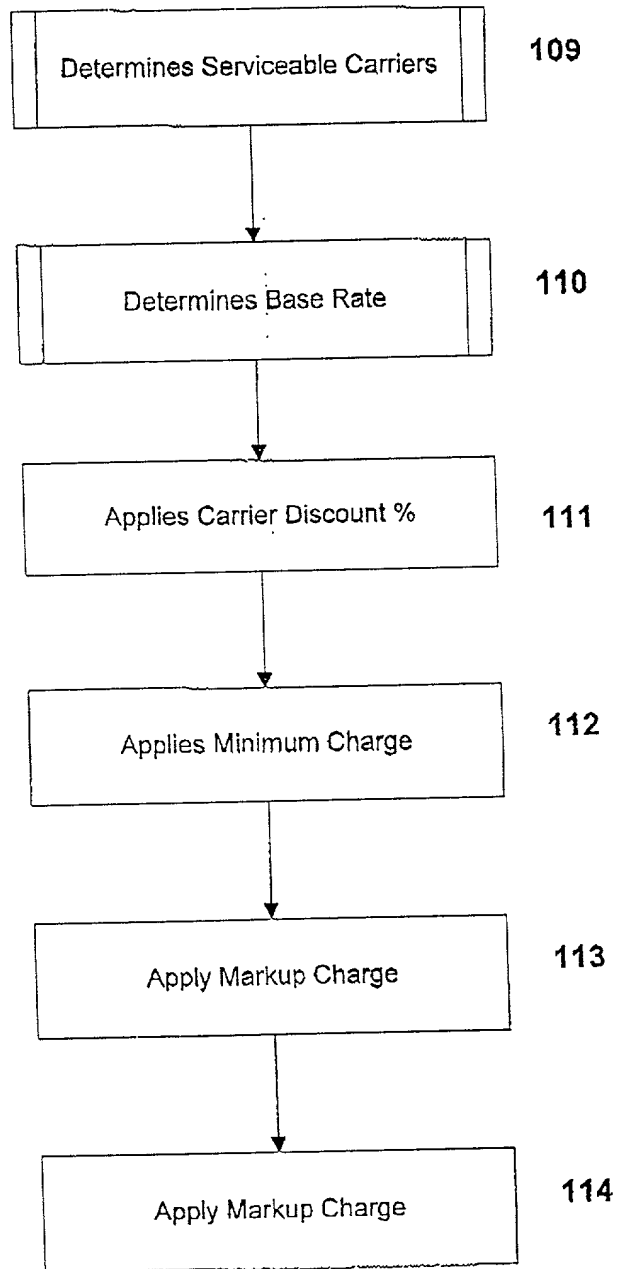 Determines Serviceable Carriers 109
Determines Base Rate 110
Applies Carrier Discount % 111
Applies Minimum Charge 112
Apply Markup Charge 113
Apply Markup Charge 114